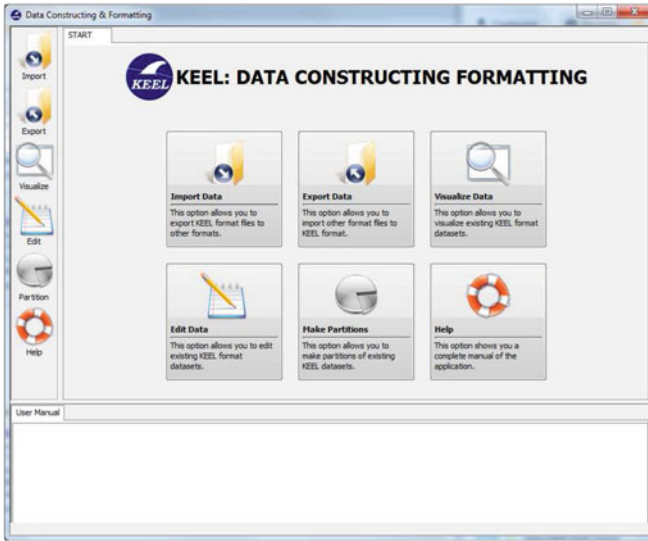 Data Constructing & Formatting
START
Import
Export
Visualize
Edit
Partition
Help
KEEL
KEEL: DATA CONSTRUCTING FORMATTING
Import Data
This option allows you to
export KEEL format files to
other formats.
Export Data
This option allows you to
import other format files to
KEEL format.
Visualize Data
This option allows you to
visualize existing KEEL format
datasets.
Edit Data
This option allows you to edit
existing KEEL format
datasets.
Make Partitions
This option allows you to
make partitions of existing
KEEL datasets.
Help
This option shows you a
complete manual of the
application.
User Manual